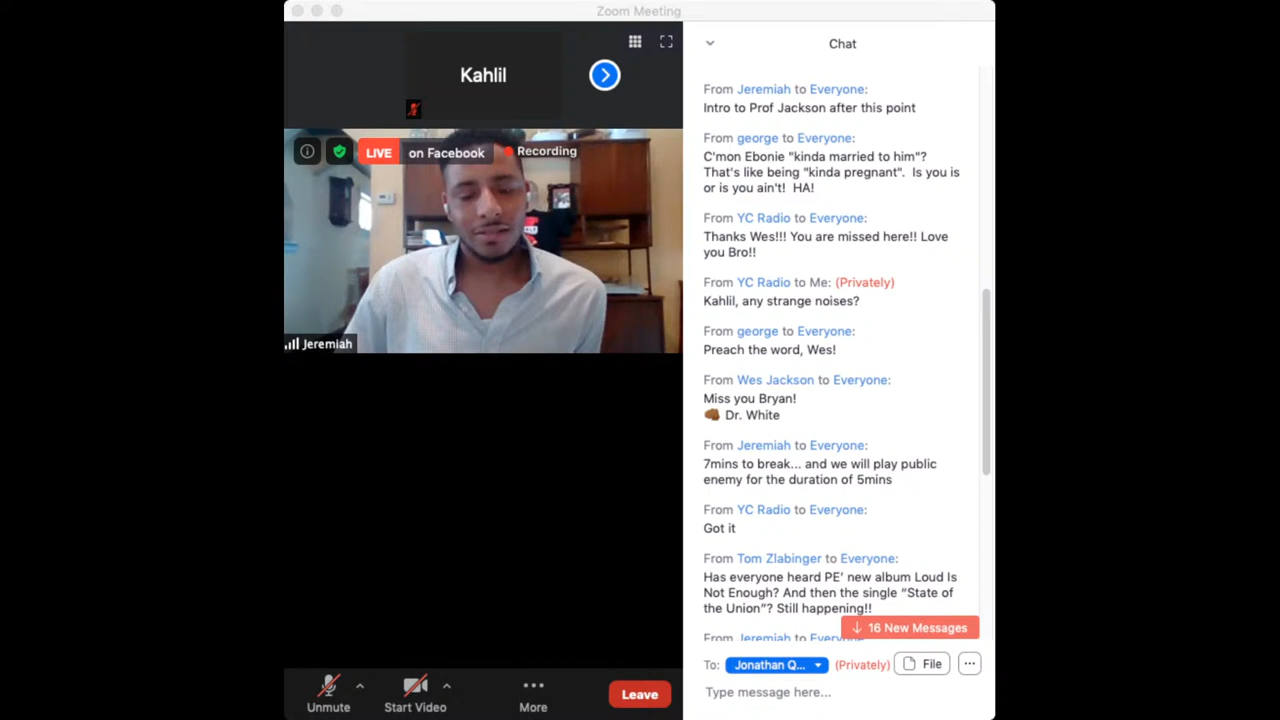 Zoom Meeting
Kahlil
LIVE on Facebook Recording
Jeremiah
Chat
From Jeremiah to Everyone:
Intro to Prof Jackson after this point
From george to Everyone:
C'mon Ebonie "kinda married to him"?
That's like being "kinda pregnant". Is you is
or is you ain't! HA!
From YC Radio to Everyone:
Thanks Wes!!! You are missed here!! Love
you Bro!!
From YC Radio to Me: (Privately)
Kahlil, any strange noises?
From george to Everyone:
Preach the word, Wes!
From Wes Jackson to Everyone:
Miss you Bryan!
👊🏾 Dr. White
From Jeremiah to Everyone:
7mins to break... and we will play public
enemy for the duration of 5mins
From YC Radio to Everyone:
Got it
From Tom Zlabinger to Everyone:
Has everyone heard PE' new album Loud Is
Not Enough? And then the single “State of
the Union”? Still happening!!
From Jeremiah to
16 New Messages
To: Jonathan Q... (Privately) File ...
Type message here...
Unmute
Start Video
More
Leave